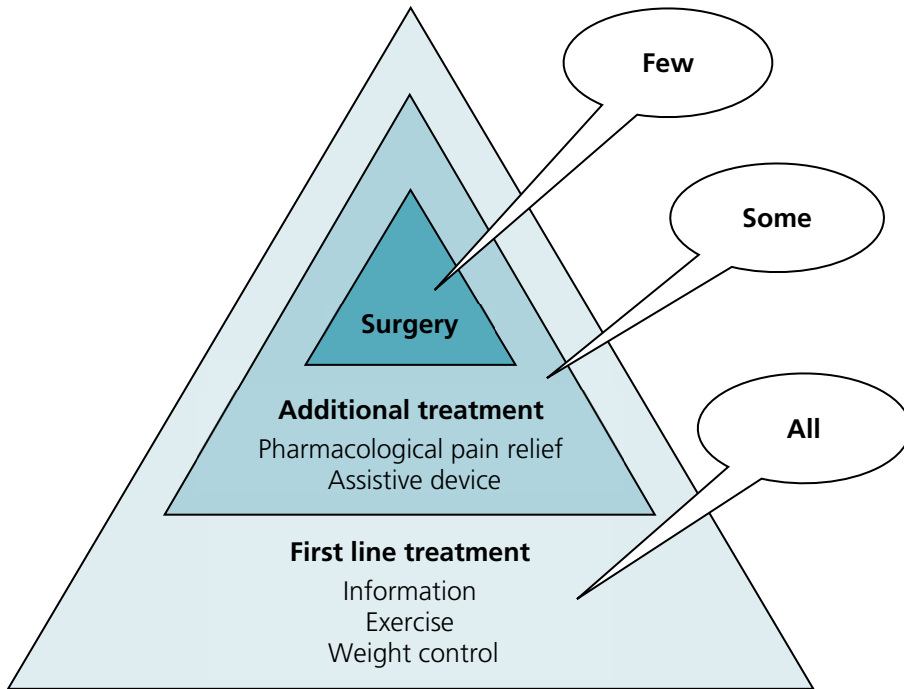 Few
Some
Surgery
Additional treatment
Pharmacological pain relief
Assistive device
All
First line treatment
Information
Exercise
Weight control